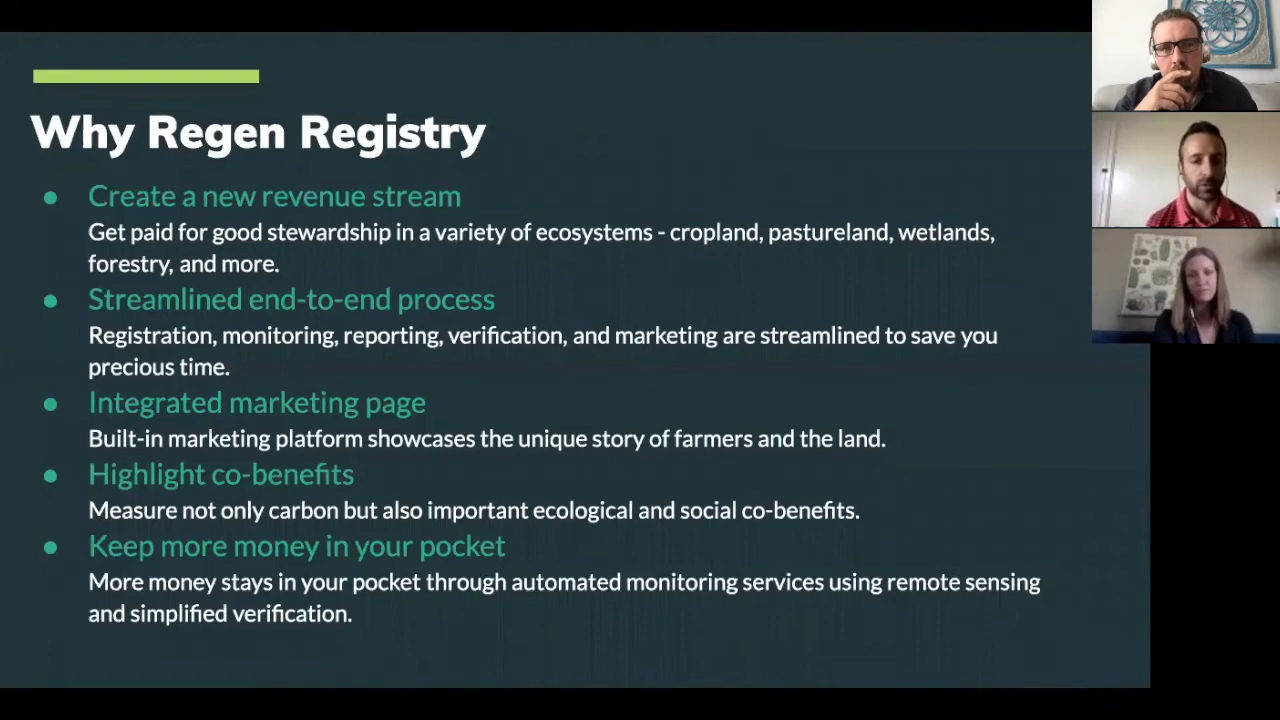 Why Regen Registry
● Create a new revenue stream
Get paid for good stewardship in a variety of ecosystems - cropland, pastureland, wetlands,
forestry, and more.
● Streamlined end-to-end process
Registration, monitoring, reporting, verification, and marketing are streamlined to save you
precious time.
● Integrated marketing page
Built-in marketing platform showcases the unique story of farmers and the land.
● Highlight co-benefits
Measure not only carbon but also important ecological and social co-benefits.
● Keep more money in your pocket
More money stays in your pocket through automated monitoring services using remote sensing
and simplified verification.